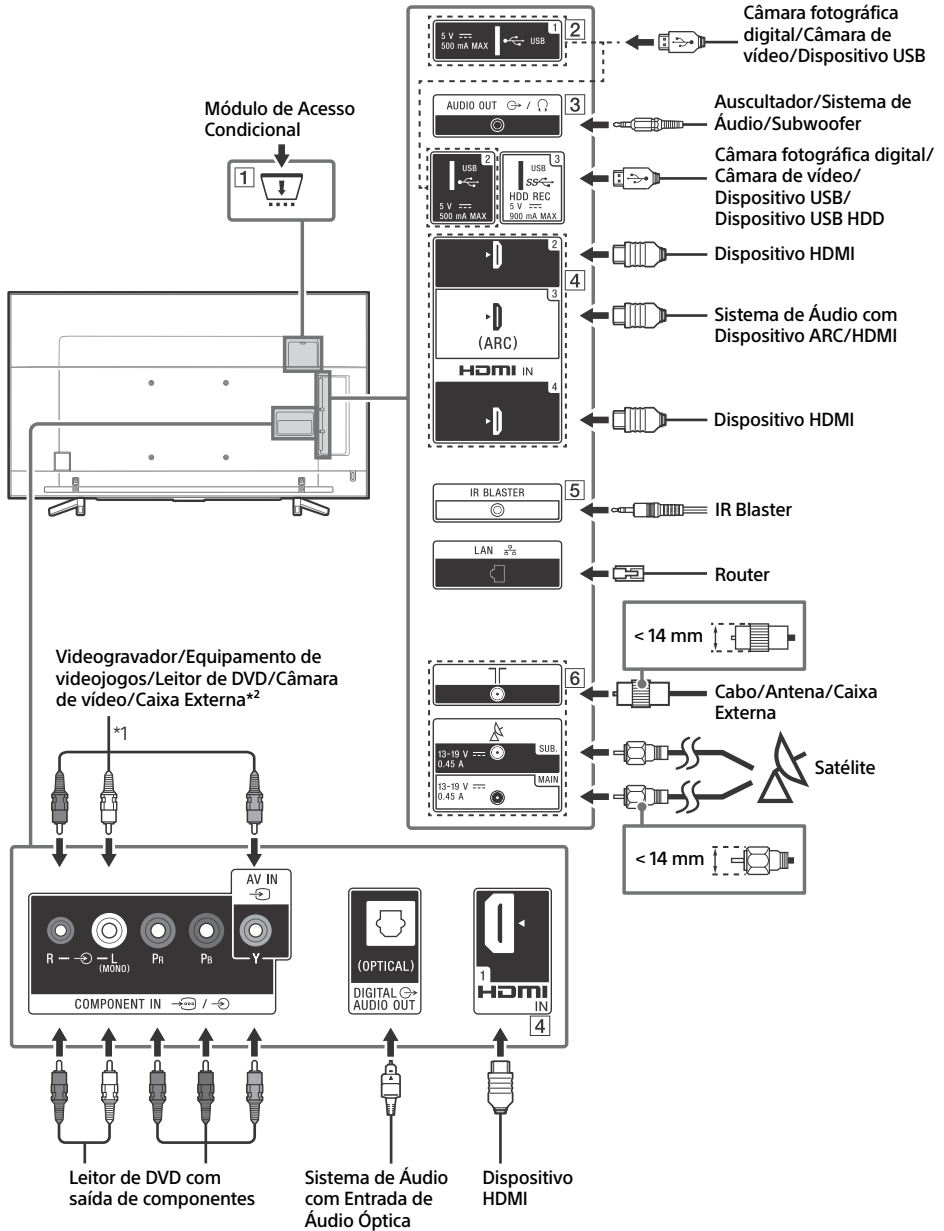 Câmara fotográfica
digital/Câmara de
vídeo/Dispositivo USB
5 V
500 mA MAX
USB
1
2
Módulo de Acesso
Condicional
1
AUDIO OUT /
3
Auscultador/Sistema de
Áudio/Subwoofer
2
USB
5 V
500 mA MAX
3
USB
SS
HDD REC
5 V
900 mA MAX
Câmara fotográfica digital/
Câmara de vídeo/
Dispositivo USB/
Dispositivo USB HDD
2
4
Dispositivo HDMI
3
(ARC)
HDMI IN
Sistema de Áudio com
Dispositivo ARC/HDMI
4
Dispositivo HDMI
IR BLASTER
5
IR Blaster
LAN
Router
< 14 mm
6
Cabo/Antena/Caixa
Externa
13-19 V
0.45 A
SUB.
MAIN
13-19 V
0.45 A
Satélite
< 14 mm
Videogravador/Equipamento de
videojogos/Leitor de DVD/Câmara
de vídeo/Caixa Externa*2
*1
AV IN
R — — L
(MONO)
PR
PB
Y
COMPONENT IN /
(OPTICAL)
DIGITAL
AUDIO OUT
1
HDMI
IN
4
Leitor de DVD com
saída de componentes
Sistema de Áudio
com Entrada de
Áudio Óptica
Dispositivo
HDMI